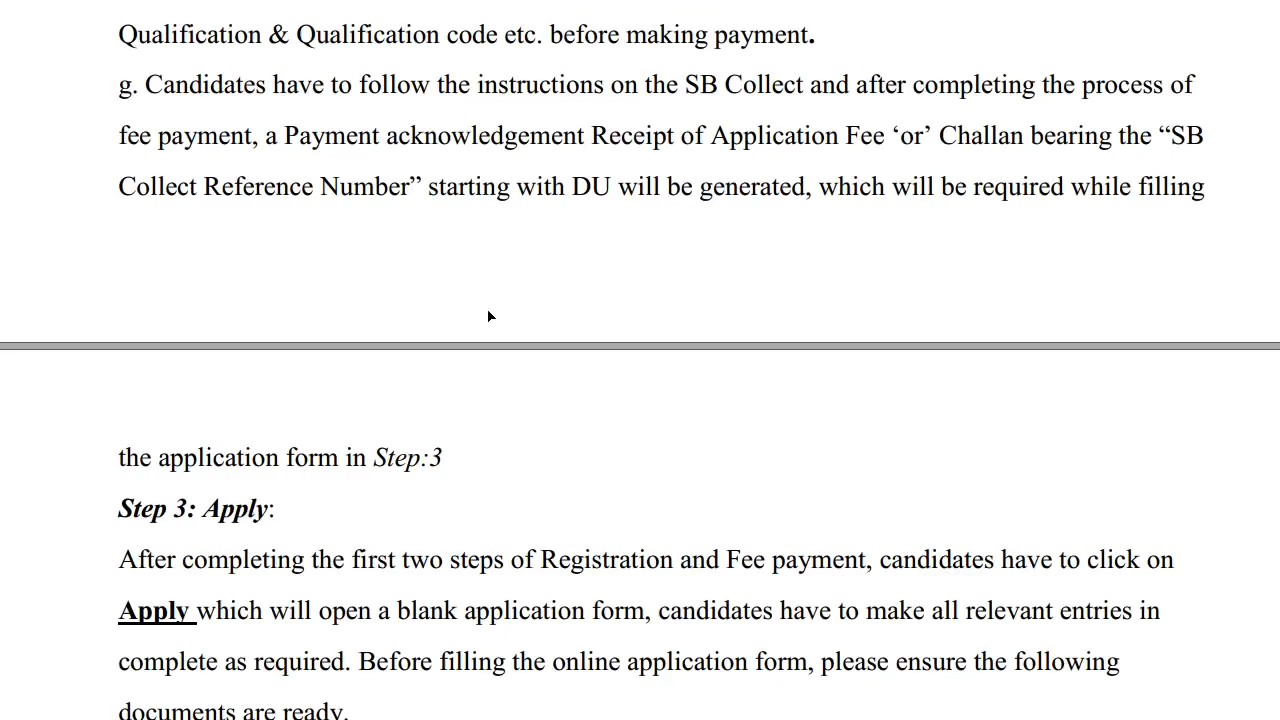 Qualification & Qualification code etc. before making payment.
g. Candidates have to follow the instructions on the SB Collect and after completing the process of
fee payment, a Payment acknowledgement Receipt of Application Fee ‘or’ Challan bearing the “SB
Collect Reference Number” starting with DU will be generated, which will be required while filling
the application form in Step:3
Step 3: Apply:
After completing the first two steps of Registration and Fee payment, candidates have to click on
Apply which will open a blank application form, candidates have to make all relevant entries in
complete as required. Before filling the online application form, please ensure the following
documents are ready.